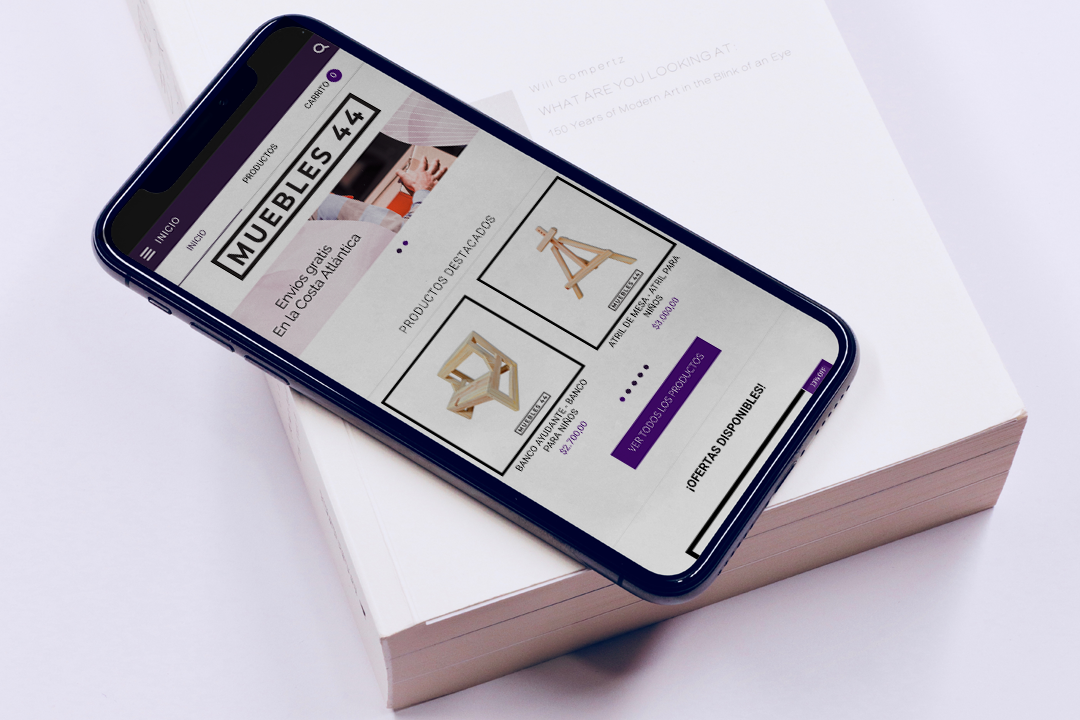 INICIO
CARRITO 0
INICIO
PRODUCTOS
MUEBLES 44
Envíos gratis
En la Costa Atlántica
PRODUCTOS DESTACADOS
MUEBLES 44
BANCO AYUDANTE - BANCO
PARA NIÑOS
$2.700,00
MUEBLES 44
ATRIL DE MESA - ATRIL PARA
NIÑOS
$3.000,00
VER TODOS LOS PRODUCTOS
¡OFERTAS DISPONIBLES!
Will Gompertz
WHAT ARE YOU LOOKING AT
150 Years of Modern Art in the Blink of an Eye